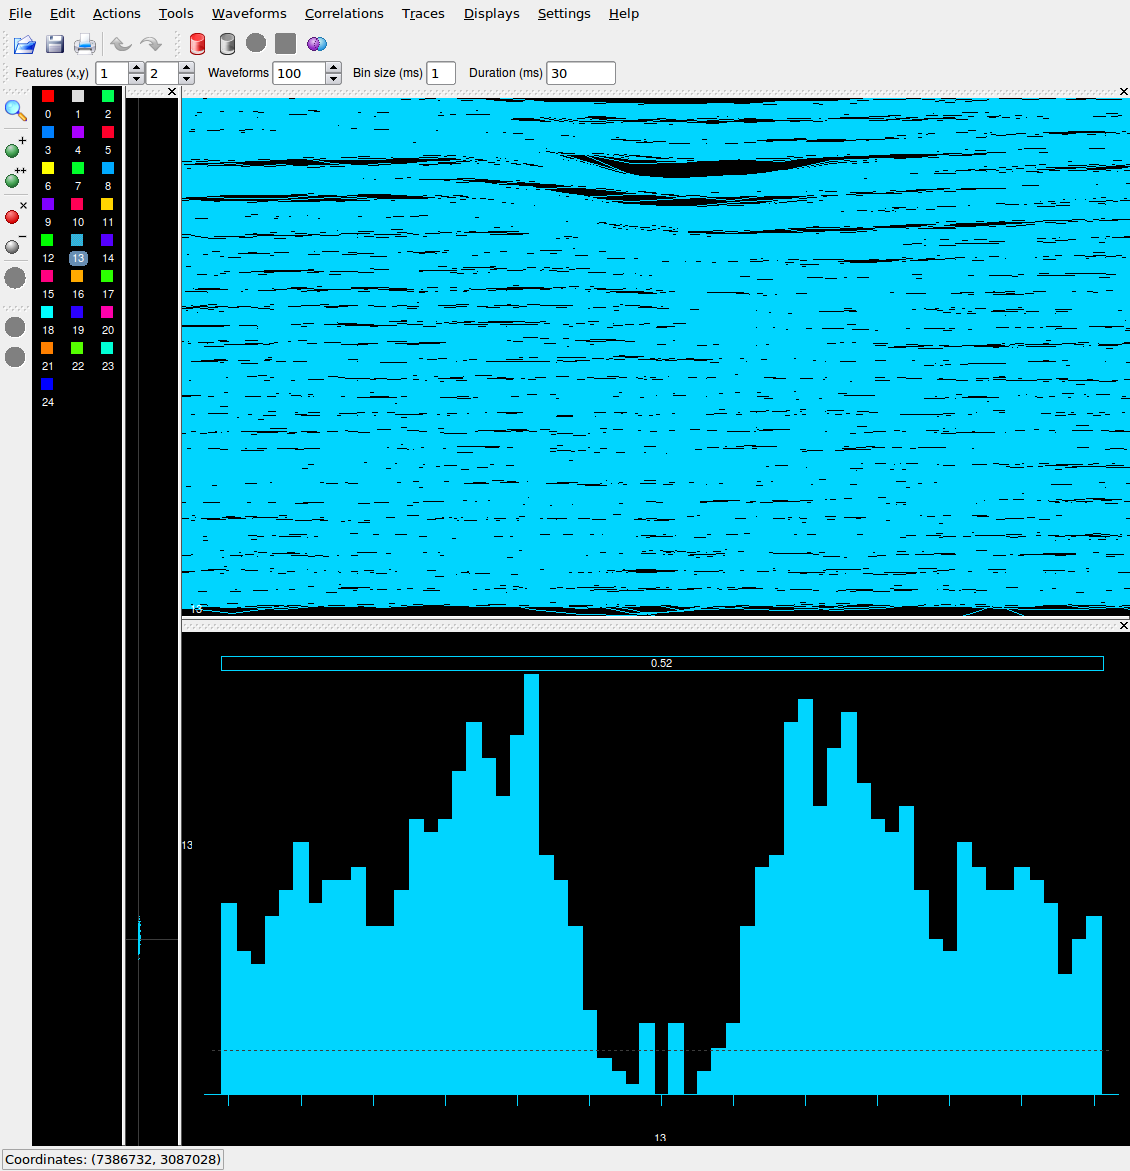 File Edit Actions Tools Waveforms Correlations Traces Displays Settings Help
Features (x,y) 1 2 Waveforms 100 Bin size (ms) 1 Duration (ms) 30
0 1 2
3 4 5
6 7 8
9 10 11
12 13 14
15 16 17
18 19 20
21 22 23
24
13
0.52
13
13
Coordinates: (7386732, 3087028)